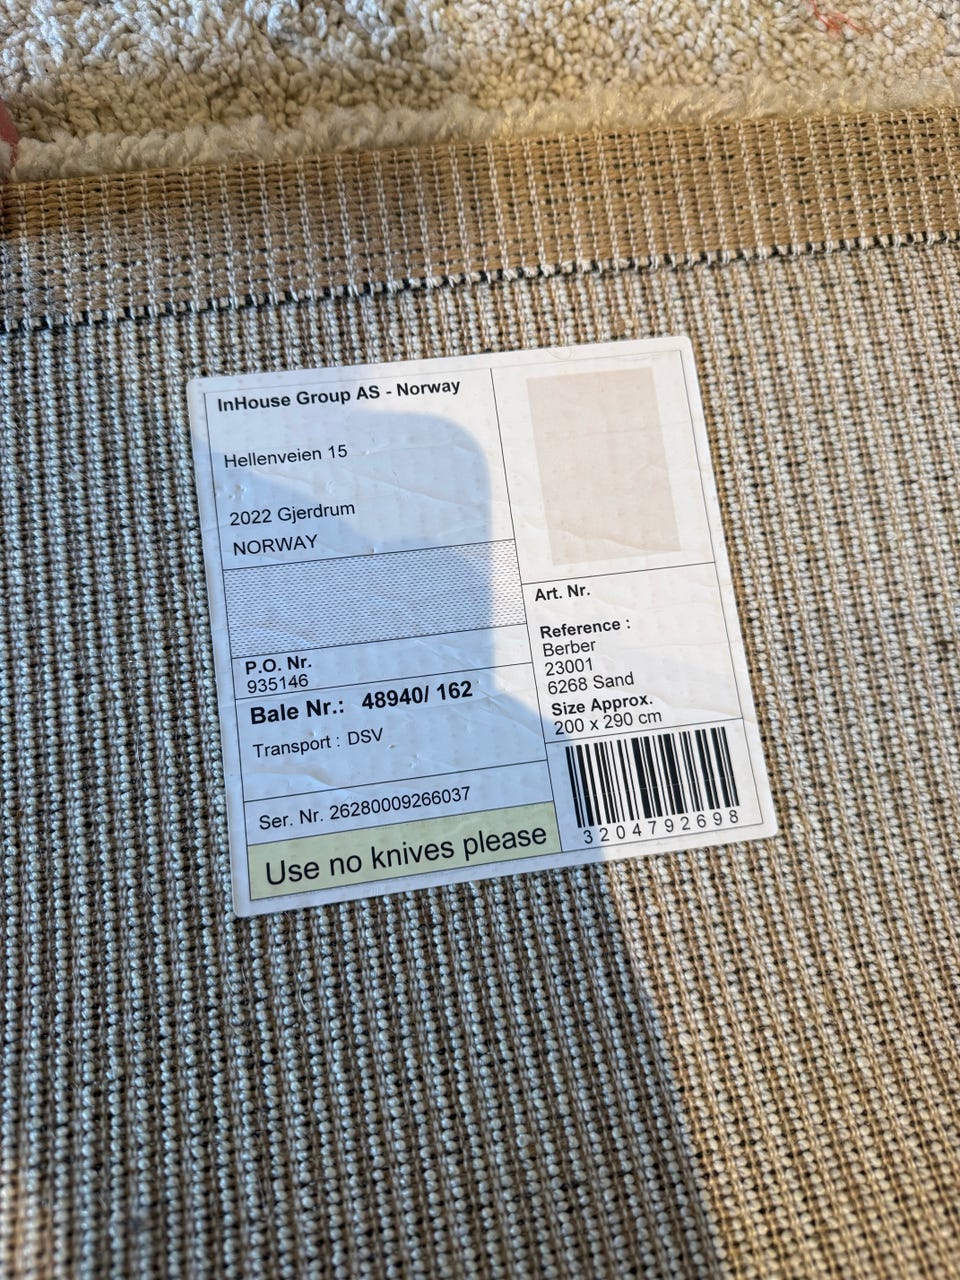 InHouse Group AS - Norway
Hellenveien 15
2022 Gjerdrum
NORWAY
P.O. Nr.
935146
Bale Nr.: 48940/ 162
Transport : DSV
Ser. Nr. 26280009266037
Use no knives please
Art. Nr.
Reference :
Berber
23001
6268 Sand
Size Approx.
200 x 290 cm
3204792698